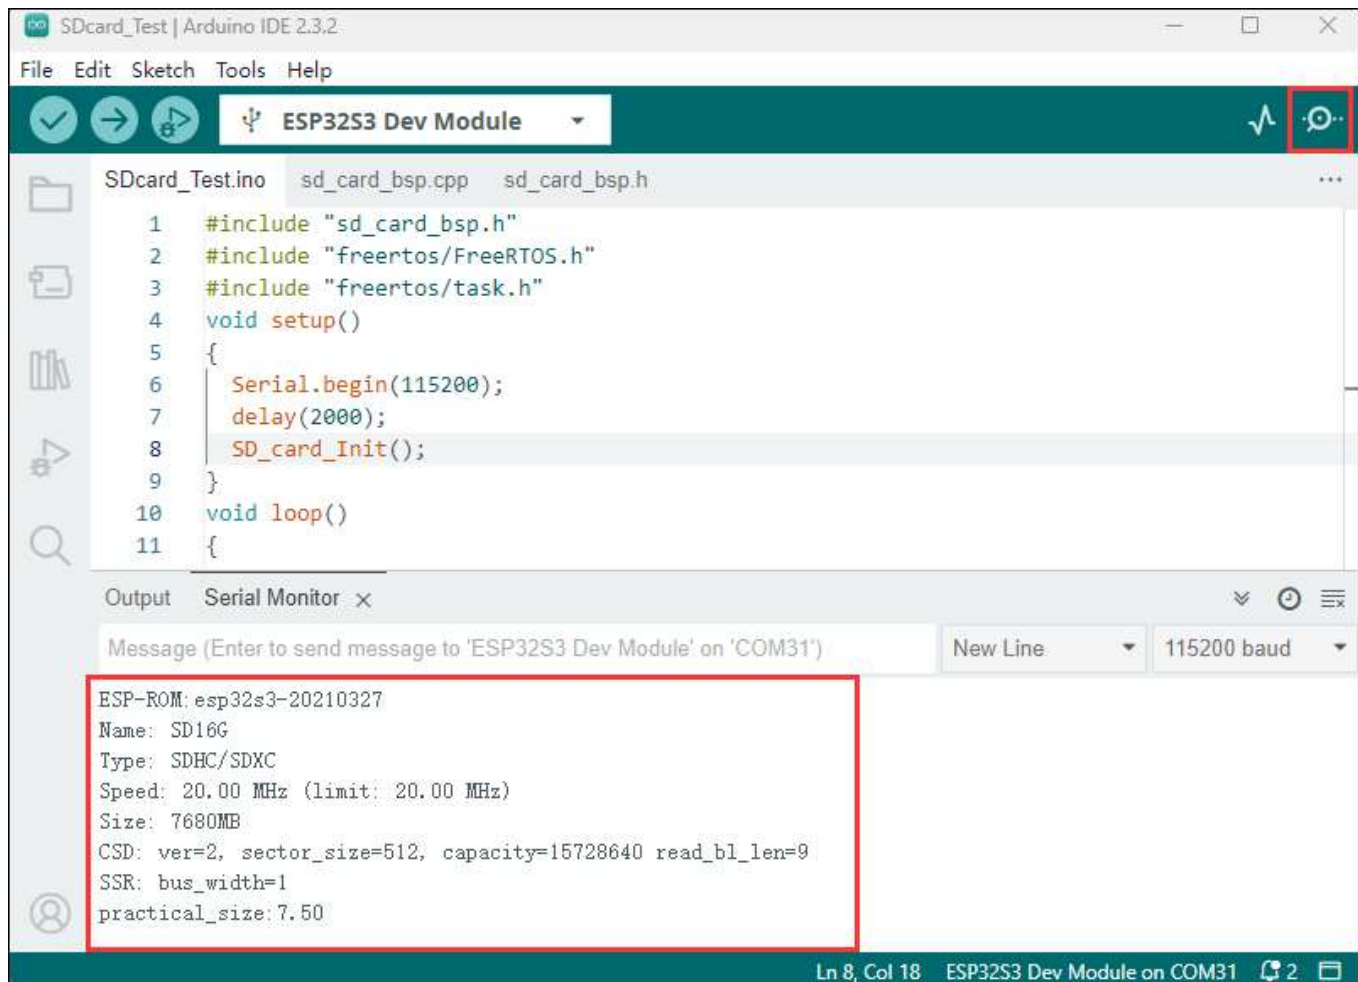 SDcard_Test | Arduino IDE 2.3.2
File Edit Sketch Tools Help
ESP32S3 Dev Module
SDcard_Test.ino sd_card_bsp.cpp sd_card_bsp.h ...
1 #include "sd_card_bsp.h"
2 #include "freertos/FreeRTOS.h"
3 #include "freertos/task.h"
4 void setup()
5 {
6 Serial.begin(115200);
7 delay(2000);
8 SD_card_Init();
9 }
10 void loop()
11 {
Output Serial Monitor
Message (Enter to send message to 'ESP32S3 Dev Module' on 'COM31') New Line 115200 baud
ESP-ROM:esp32s3-20210327
Name: SD16G
Type: SDHC/SDXC
Speed: 20.00 MHz (limit: 20.00 MHz)
Size: 7680MB
CSD: ver=2, sector_size=512, capacity=15728640 read_bl_len=9
SSR: bus_width=1
practical_size:7.50
Ln 8, Col 18 ESP32S3 Dev Module on COM31 2